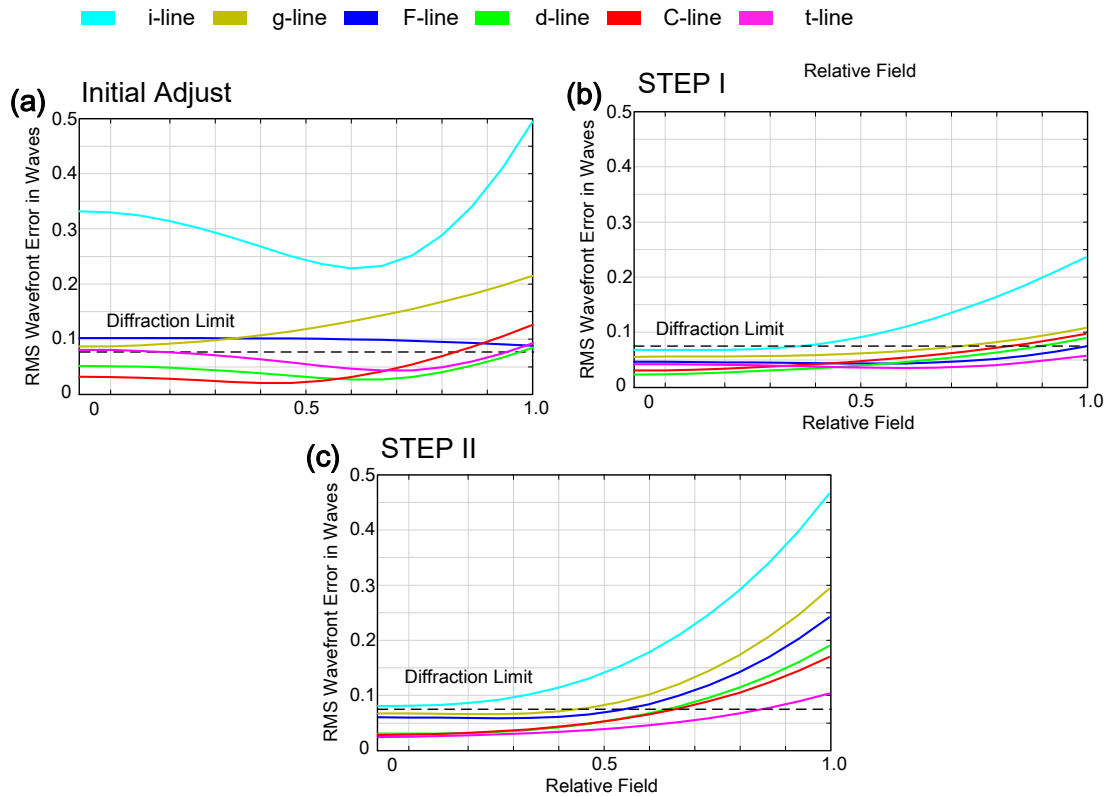 i-line g-line F-line d-line C-line t-line
Relative Field
(a) Initial Adjust
0.5
0.4
0.3
0.2
0.1
0
RMS Wavefront Error in Waves
Diffraction Limit
0 0.5 1.0
(b) STEP I
0.5
0.4
0.3
0.2
0.1
0
RMS Wavefront Error in Waves
Diffraction Limit
0 0.5 1.0
Relative Field
(c) STEP II
0.5
0.4
0.3
0.2
0.1
0
RMS Wavefront Error in Waves
Diffraction Limit
0 0.5 1.0
Relative Field